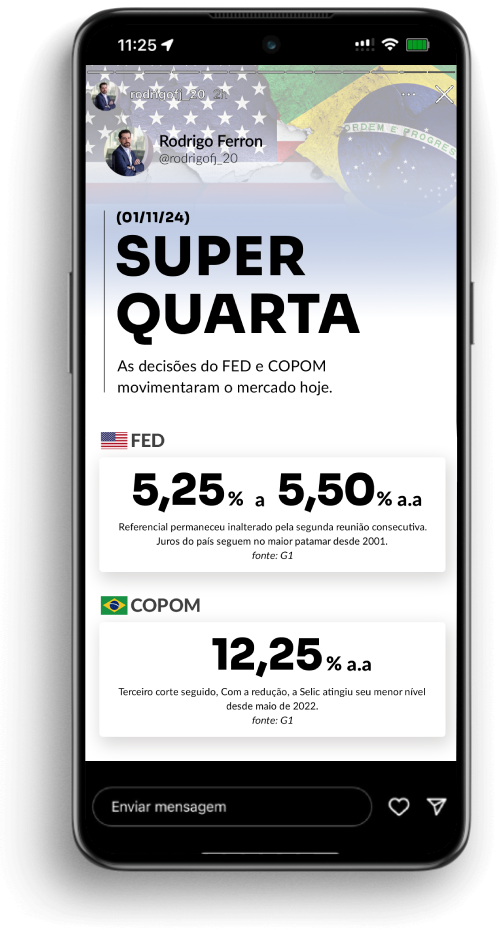 11:25
rodrigofj_20 2h
Rodrigo Ferron
@rodrigofj_20
ORDEM E PROGRES
(01/11/24)
SUPER
QUARTA
As decisões do FED e COPOM
movimentaram o mercado hoje.
FED
5,25% a 5,50% a.a
Referencial permaneceu inalterado pela segunda reunião consecutiva.
Juros do país seguem no maior patamar desde 2001.
fonte: G1
COPOM
12,25% a.a
Terceiro corte seguido, Com a redução, a Selic atingiu seu menor nível
desde maio de 2022.
fonte: G1
Enviar mensagem